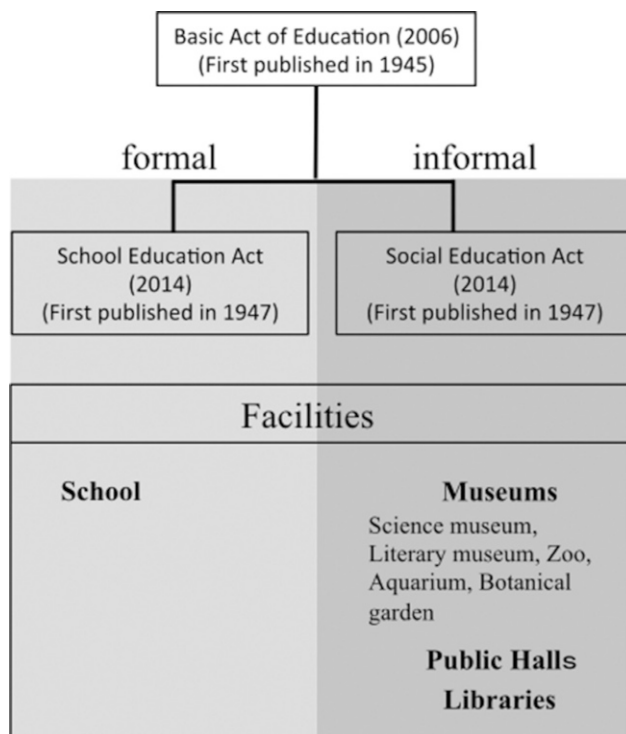 Basic Act of Education (2006)
(First published in 1945)
formal
informal
School Education Act
(2014)
(First published in 1947)
Social Education Act
(2014)
(First published in 1947)
Facilities
School
Museums
Science museum,
Literary museum, Zoo,
Aquarium, Botanical
garden
Public Halls
Libraries